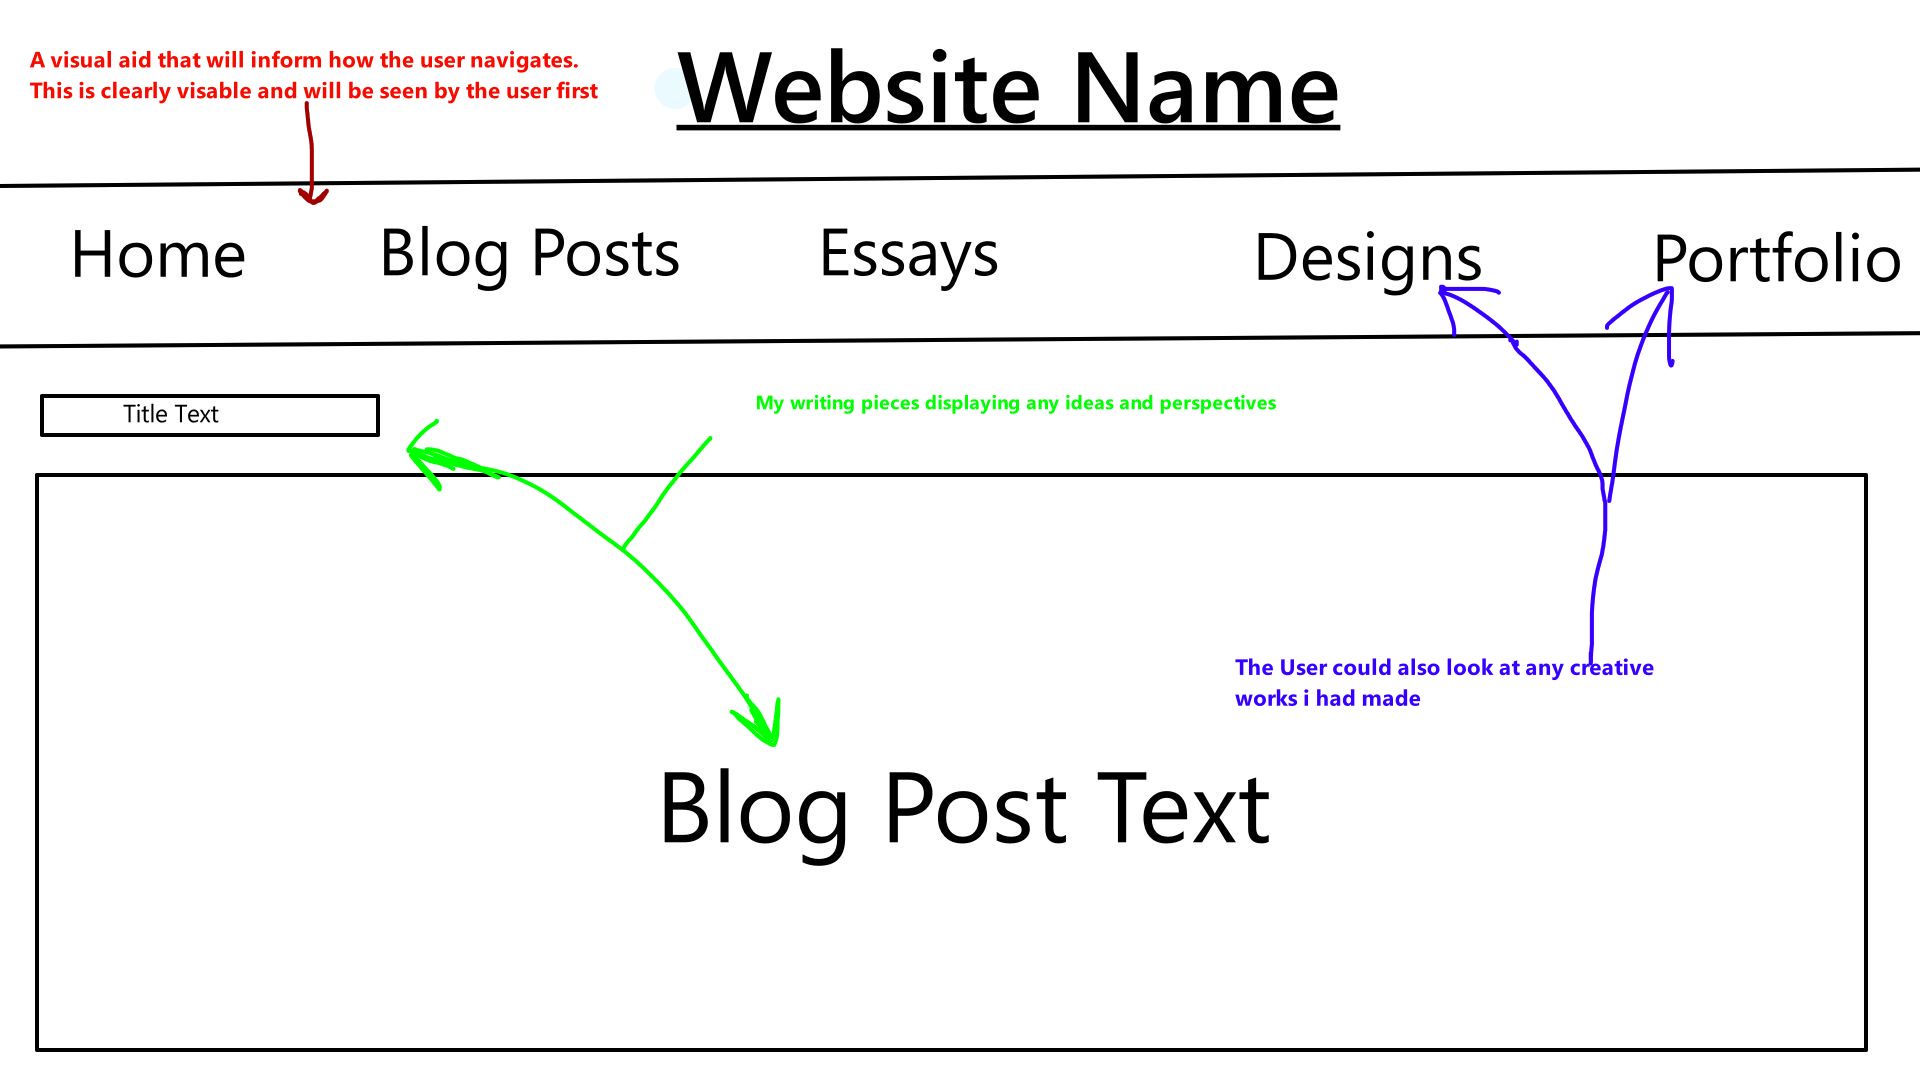 A visual aid that will inform how the user navigates.
This is clearly visable and will be seen by the user first
Website Name
Home Blog Posts Essays Designs Portfolio
Title Text
My writing pieces displaying any ideas and perspectives
The User could also look at any creative
works i had made
Blog Post Text